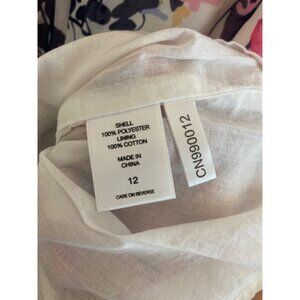 SHELL
100% POLYESTER
LINING
100% COTTON
MADE IN
CHINA
12
CARE ON REVERSE
CN990012